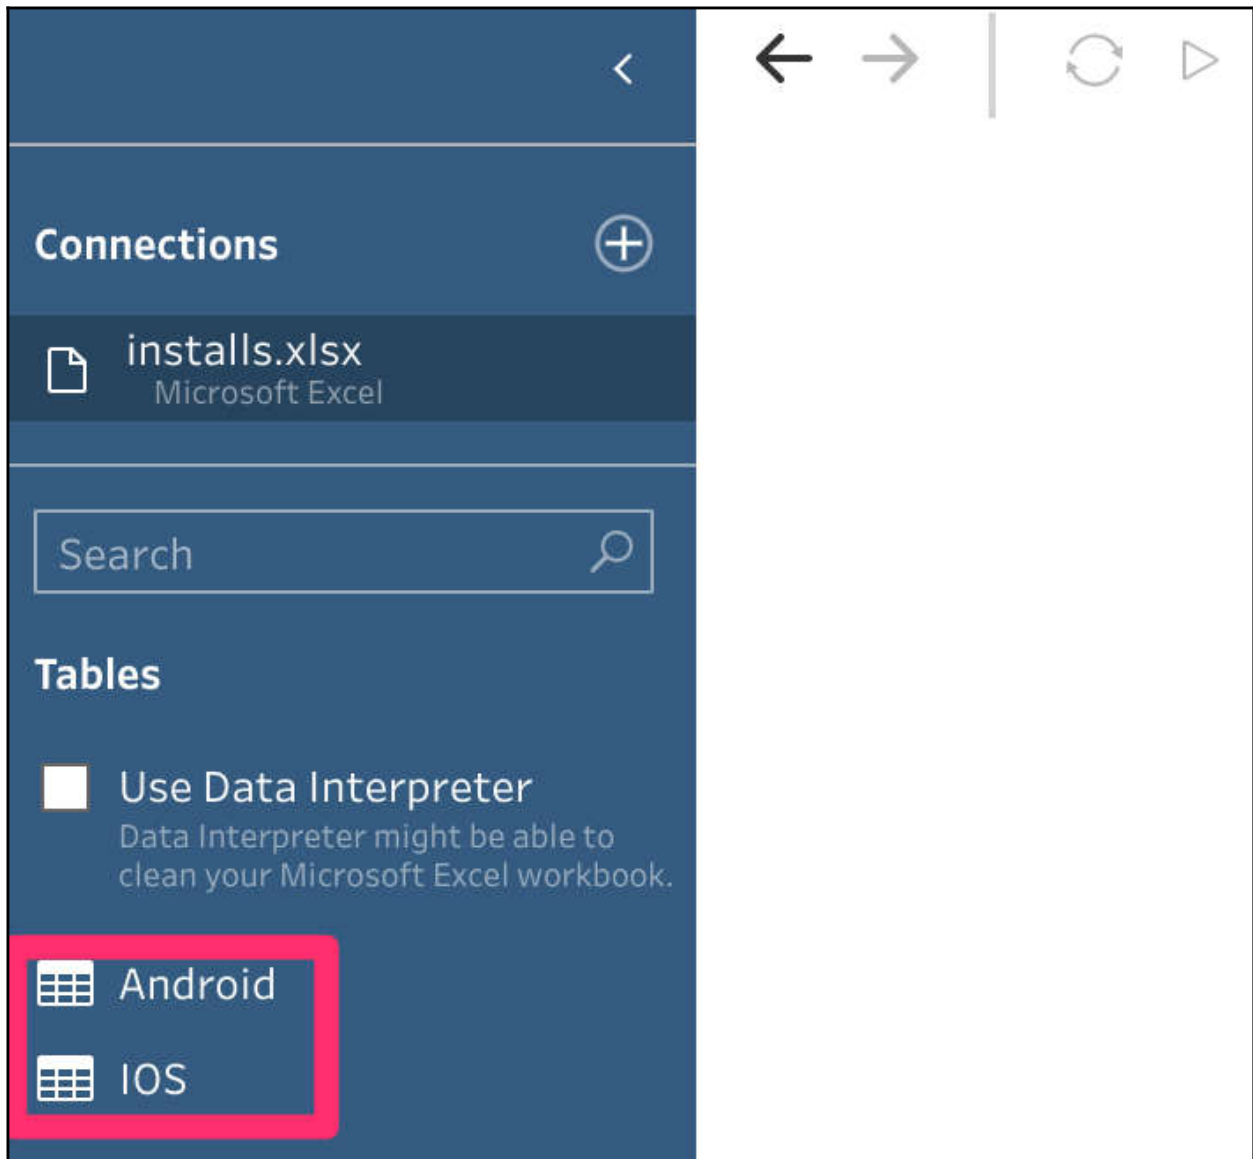 Connections
installs.xlsx
Microsoft Excel
Search
Tables
Use Data Interpreter
Data Interpreter might be able to
clean your Microsoft Excel workbook.
Android
IOS